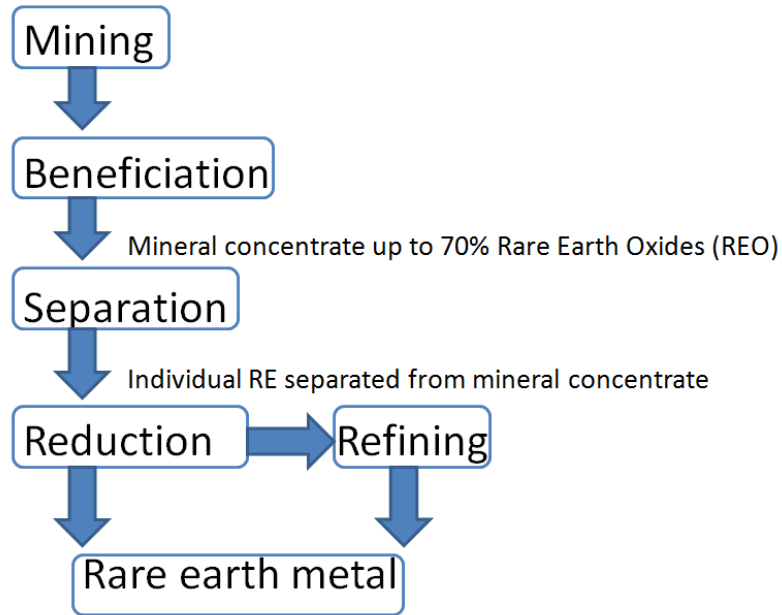 Mining
Beneficiation
Mineral concentrate up to 70% Rare Earth Oxides (REO)
Separation
Individual RE separated from mineral concentrate
Reduction
Refining
Rare earth metal